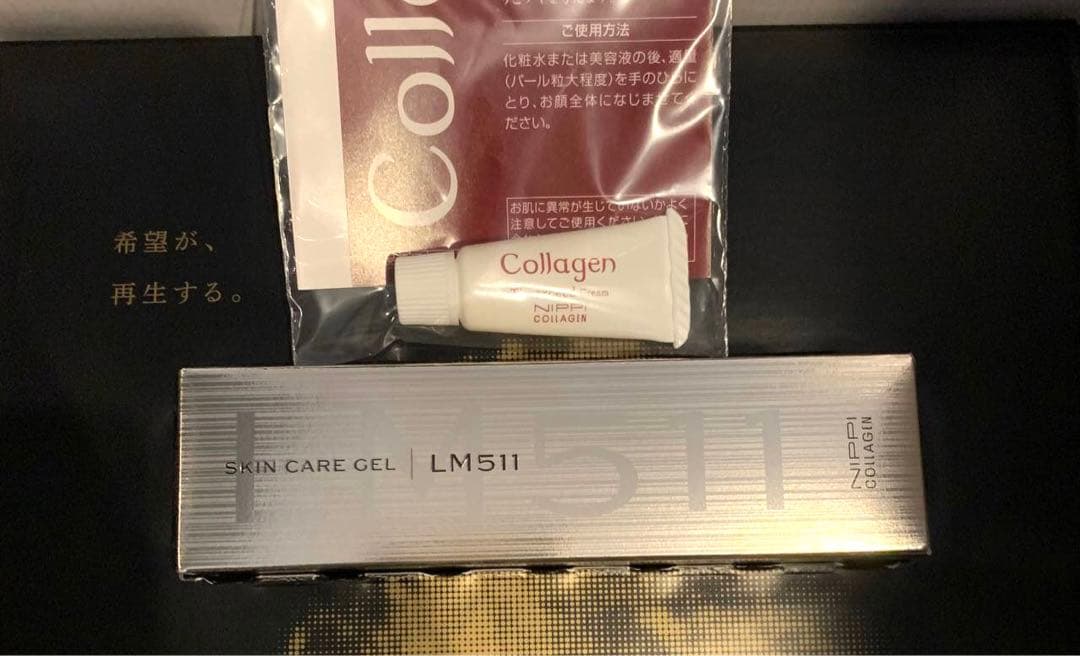 Colla
ご使用方法
化粧水または美容液の後、適量
(パール粒大程度)を手のひらに
とり、お顔全体になじませてく
ださい。
お肌に異常が生じていないかよく
注意してご使用ください。
希望が、
再生する。
Collagen
Cream
NIPPI
COLLAGEN
LM511
SKIN CARE GEL | LM511
NIPPI
COLLAGEN